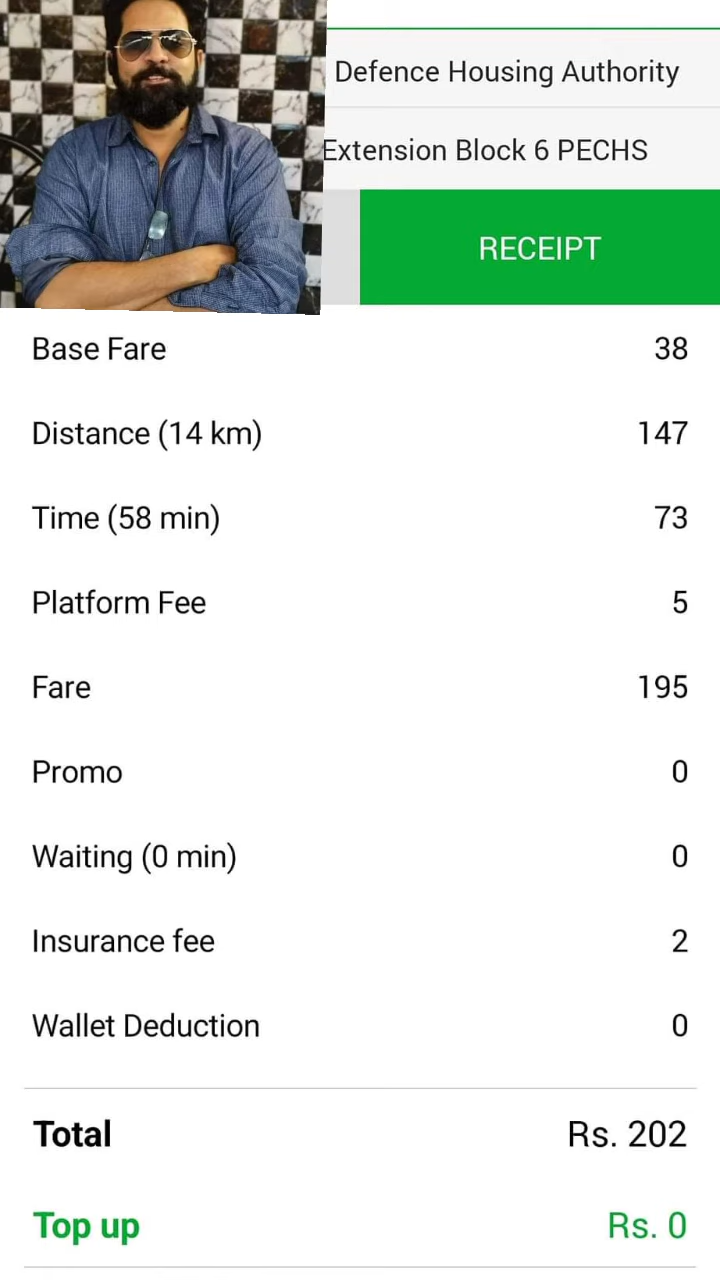 Defence Housing Authority
Extension Block 6 PECHS
RECEIPT
Base Fare 38
Distance (14 km) 147
Time (58 min) 73
Platform Fee 5
Fare 195
Promo 0
Waiting (0 min) 0
Insurance fee 2
Wallet Deduction 0
Total Rs. 202
Top up Rs. 0